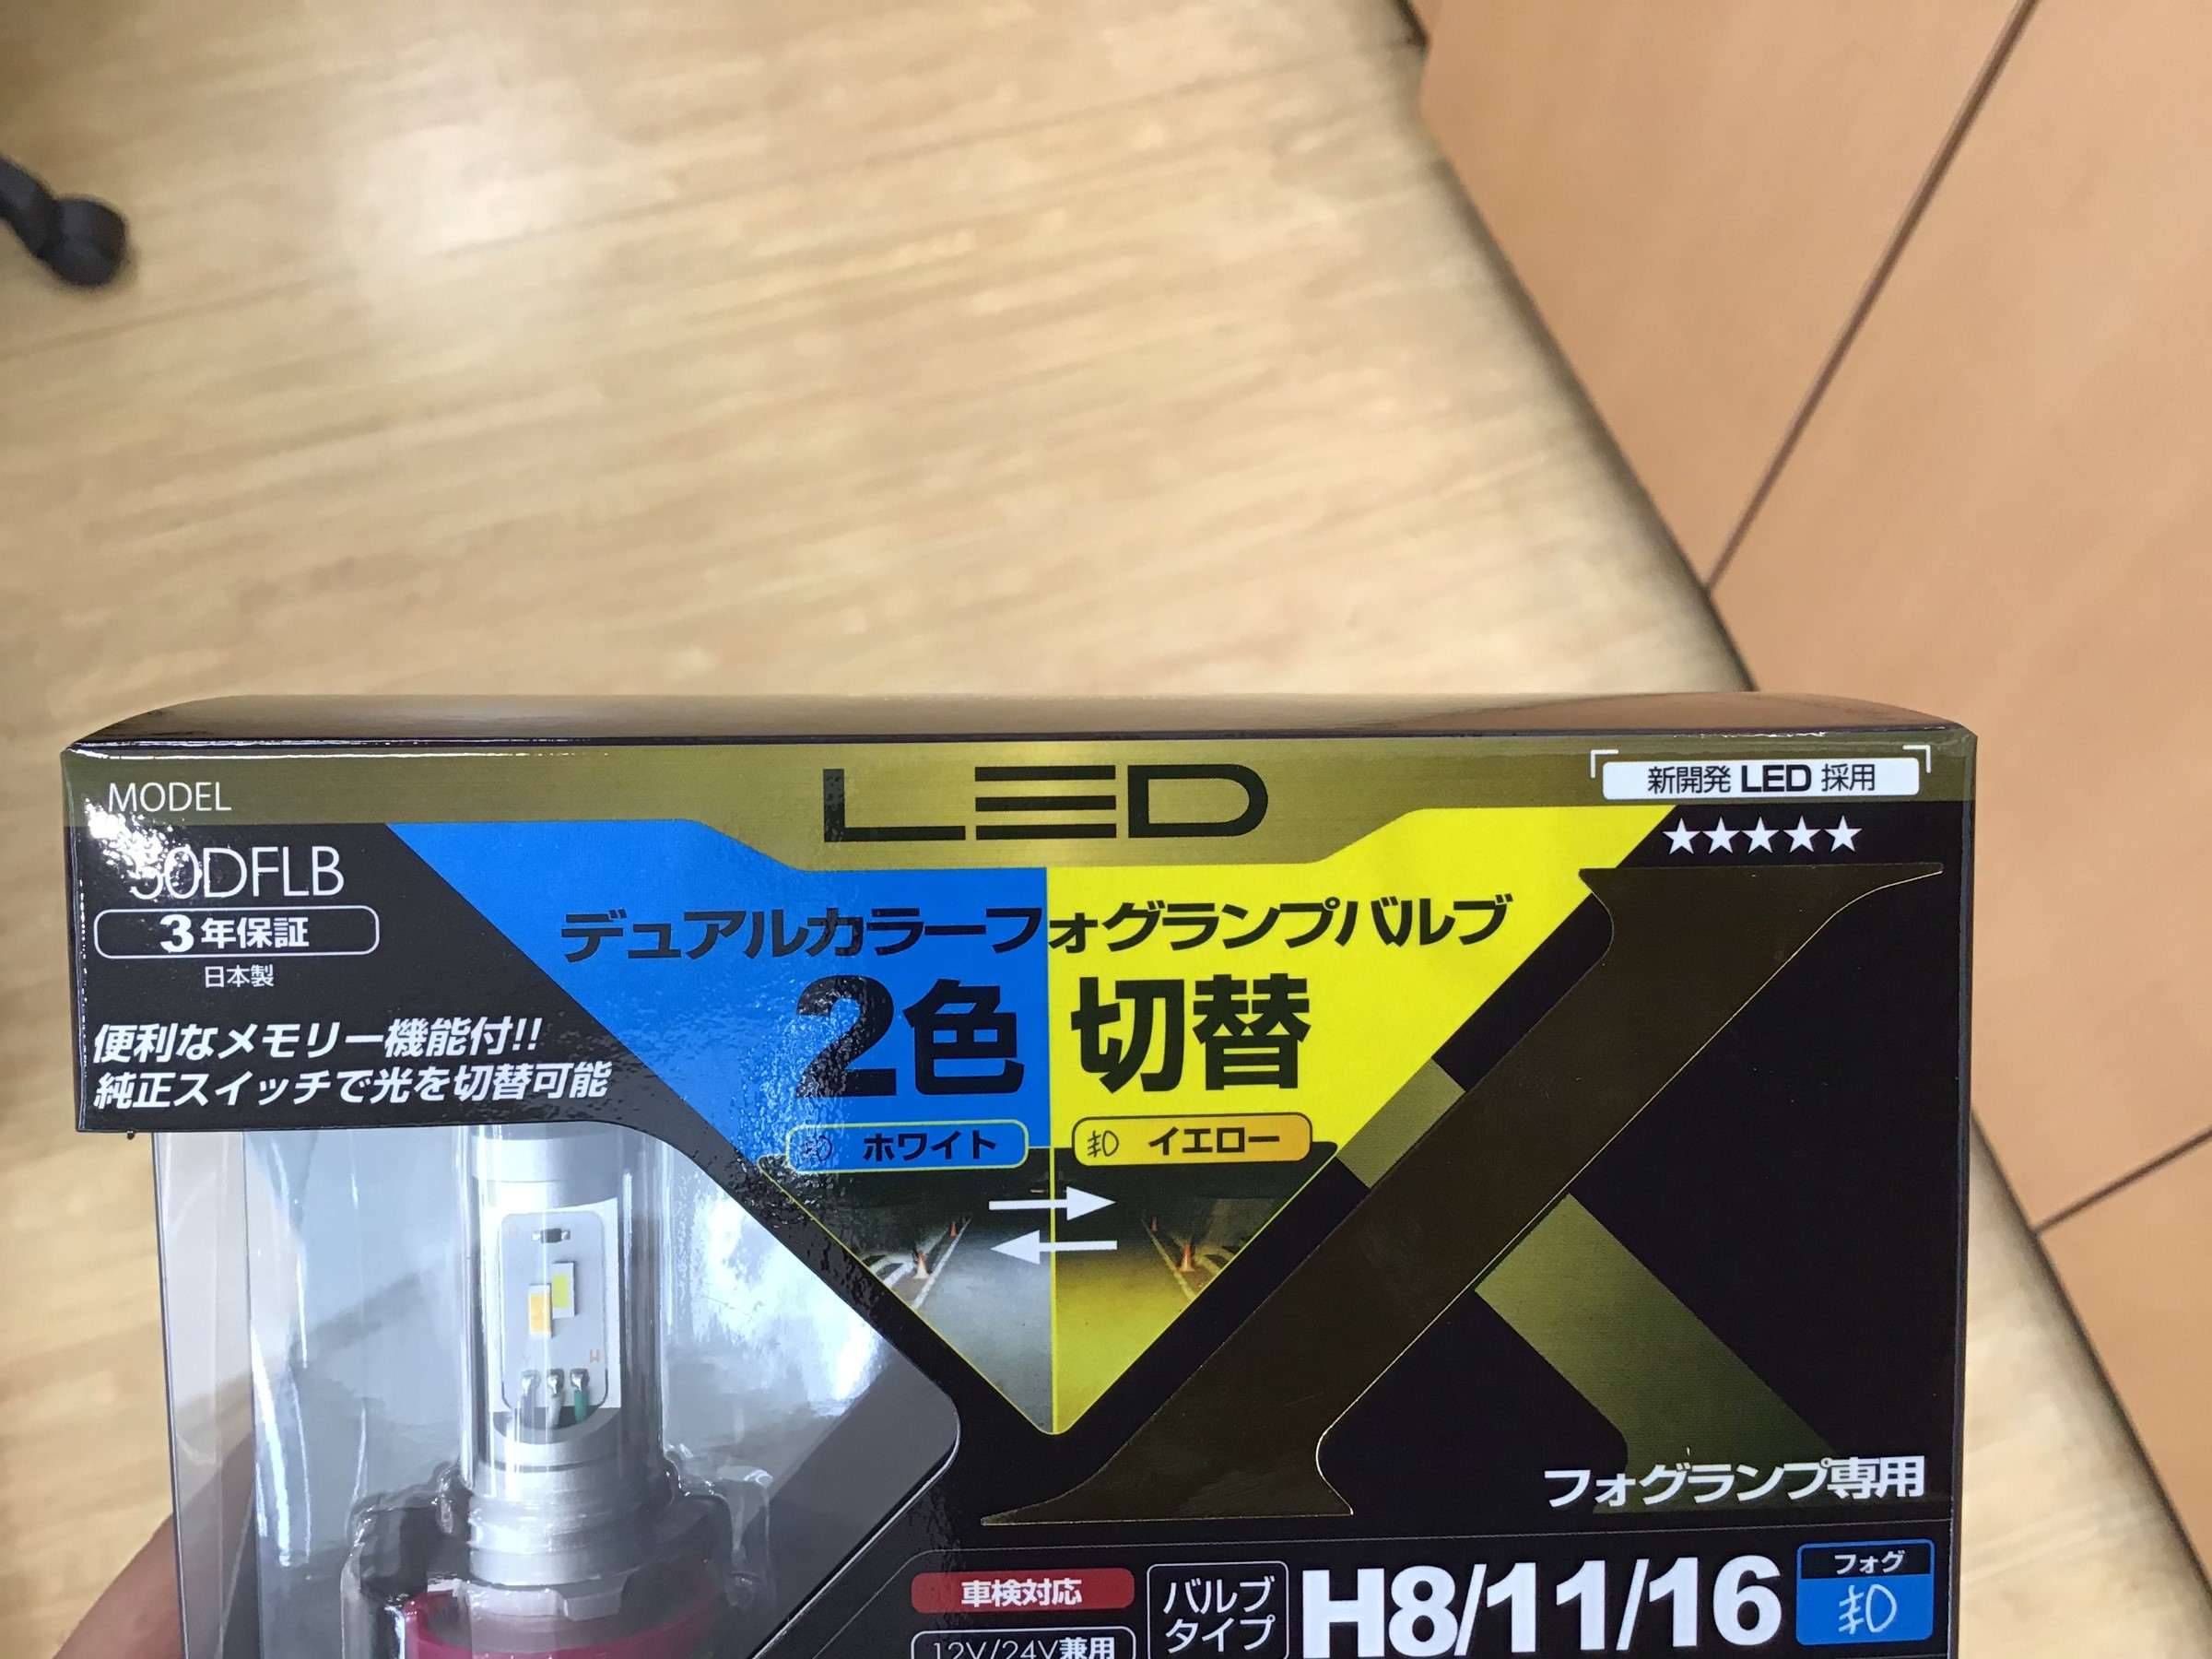 MODEL
LED
新開発 LED 採用
★★★★★
50DFLB
3年保証
日本製
便利なメモリー機能付!!
純正スイッチで光を切替可能
デュアルカラーフォグランプバルブ
2色 切替
ホワイト
イエロー
X
フォグランプ専用
車検対応
12V/24V兼用
バルブ
タイプ
H8/11/16
フォグ